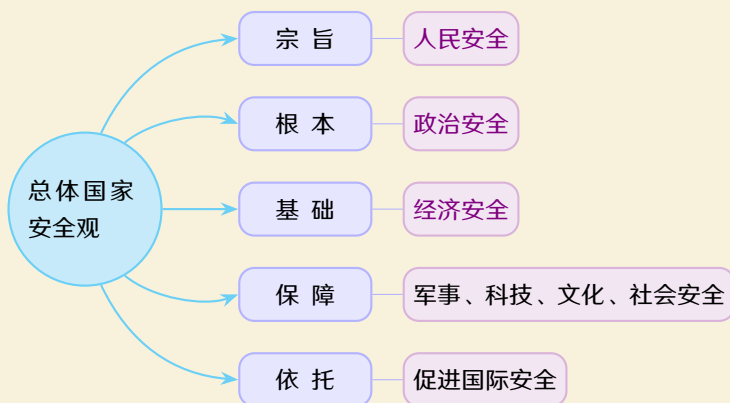 总体国家
安全观
宗旨
人民安全
根本
政治安全
基础
经济安全
保障
军事、科技、文化、社会安全
依托
促进国际安全